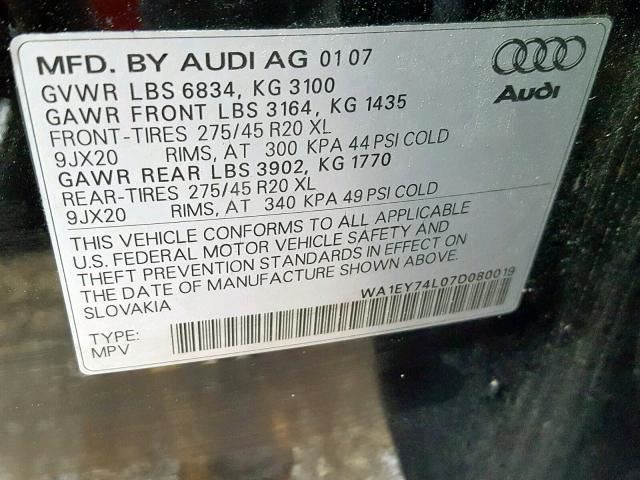 MFD. BY AUDI AG 01 07
GVWR LBS 6834, KG 3100
GAWR FRONT LBS 3164, KG 1435
FRONT-TIRES 275/45 R20 XL
9JX20 RIMS, AT 300 KPA 44 PSI COLD
GAWR REAR LBS 3902, KG 1770
REAR-TIRES 275/45 R20 XL
9JX20 RIMS, AT 340 KPA 49 PSI COLD
Audi
THIS VEHICLE CONFORMS TO ALL APPLICABLE
U.S. FEDERAL MOTOR VEHICLE SAFETY AND
THEFT PREVENTION STANDARDS IN EFFECT ON
THE DATE OF MANUFACTURE SHOWN ABOVE.
SLOVAKIA
WA1EY74L07D080019
TYPE:
MPV